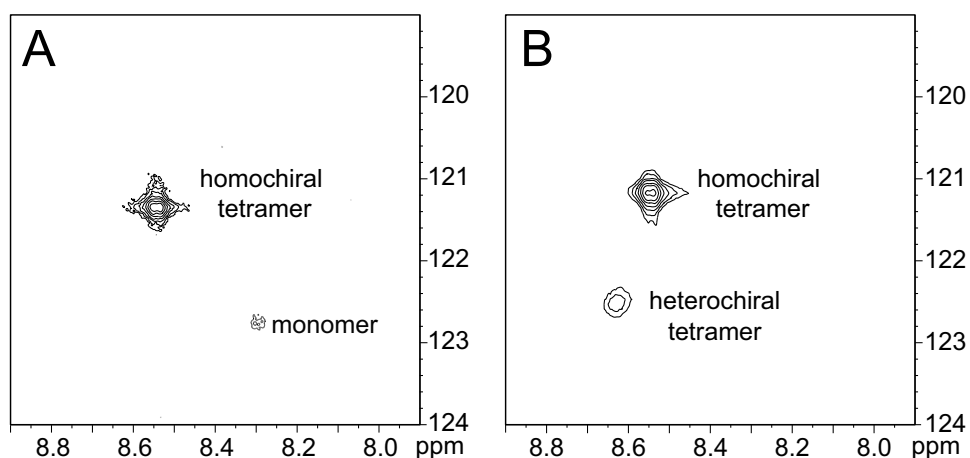 A
homochiral
tetramer
monomer
120
121
122
123
124
8.8 8.6 8.4 8.2 8.0 ppm
B
homochiral
tetramer
heterochiral
tetramer
120
121
122
123
124
8.8 8.6 8.4 8.2 8.0 ppm